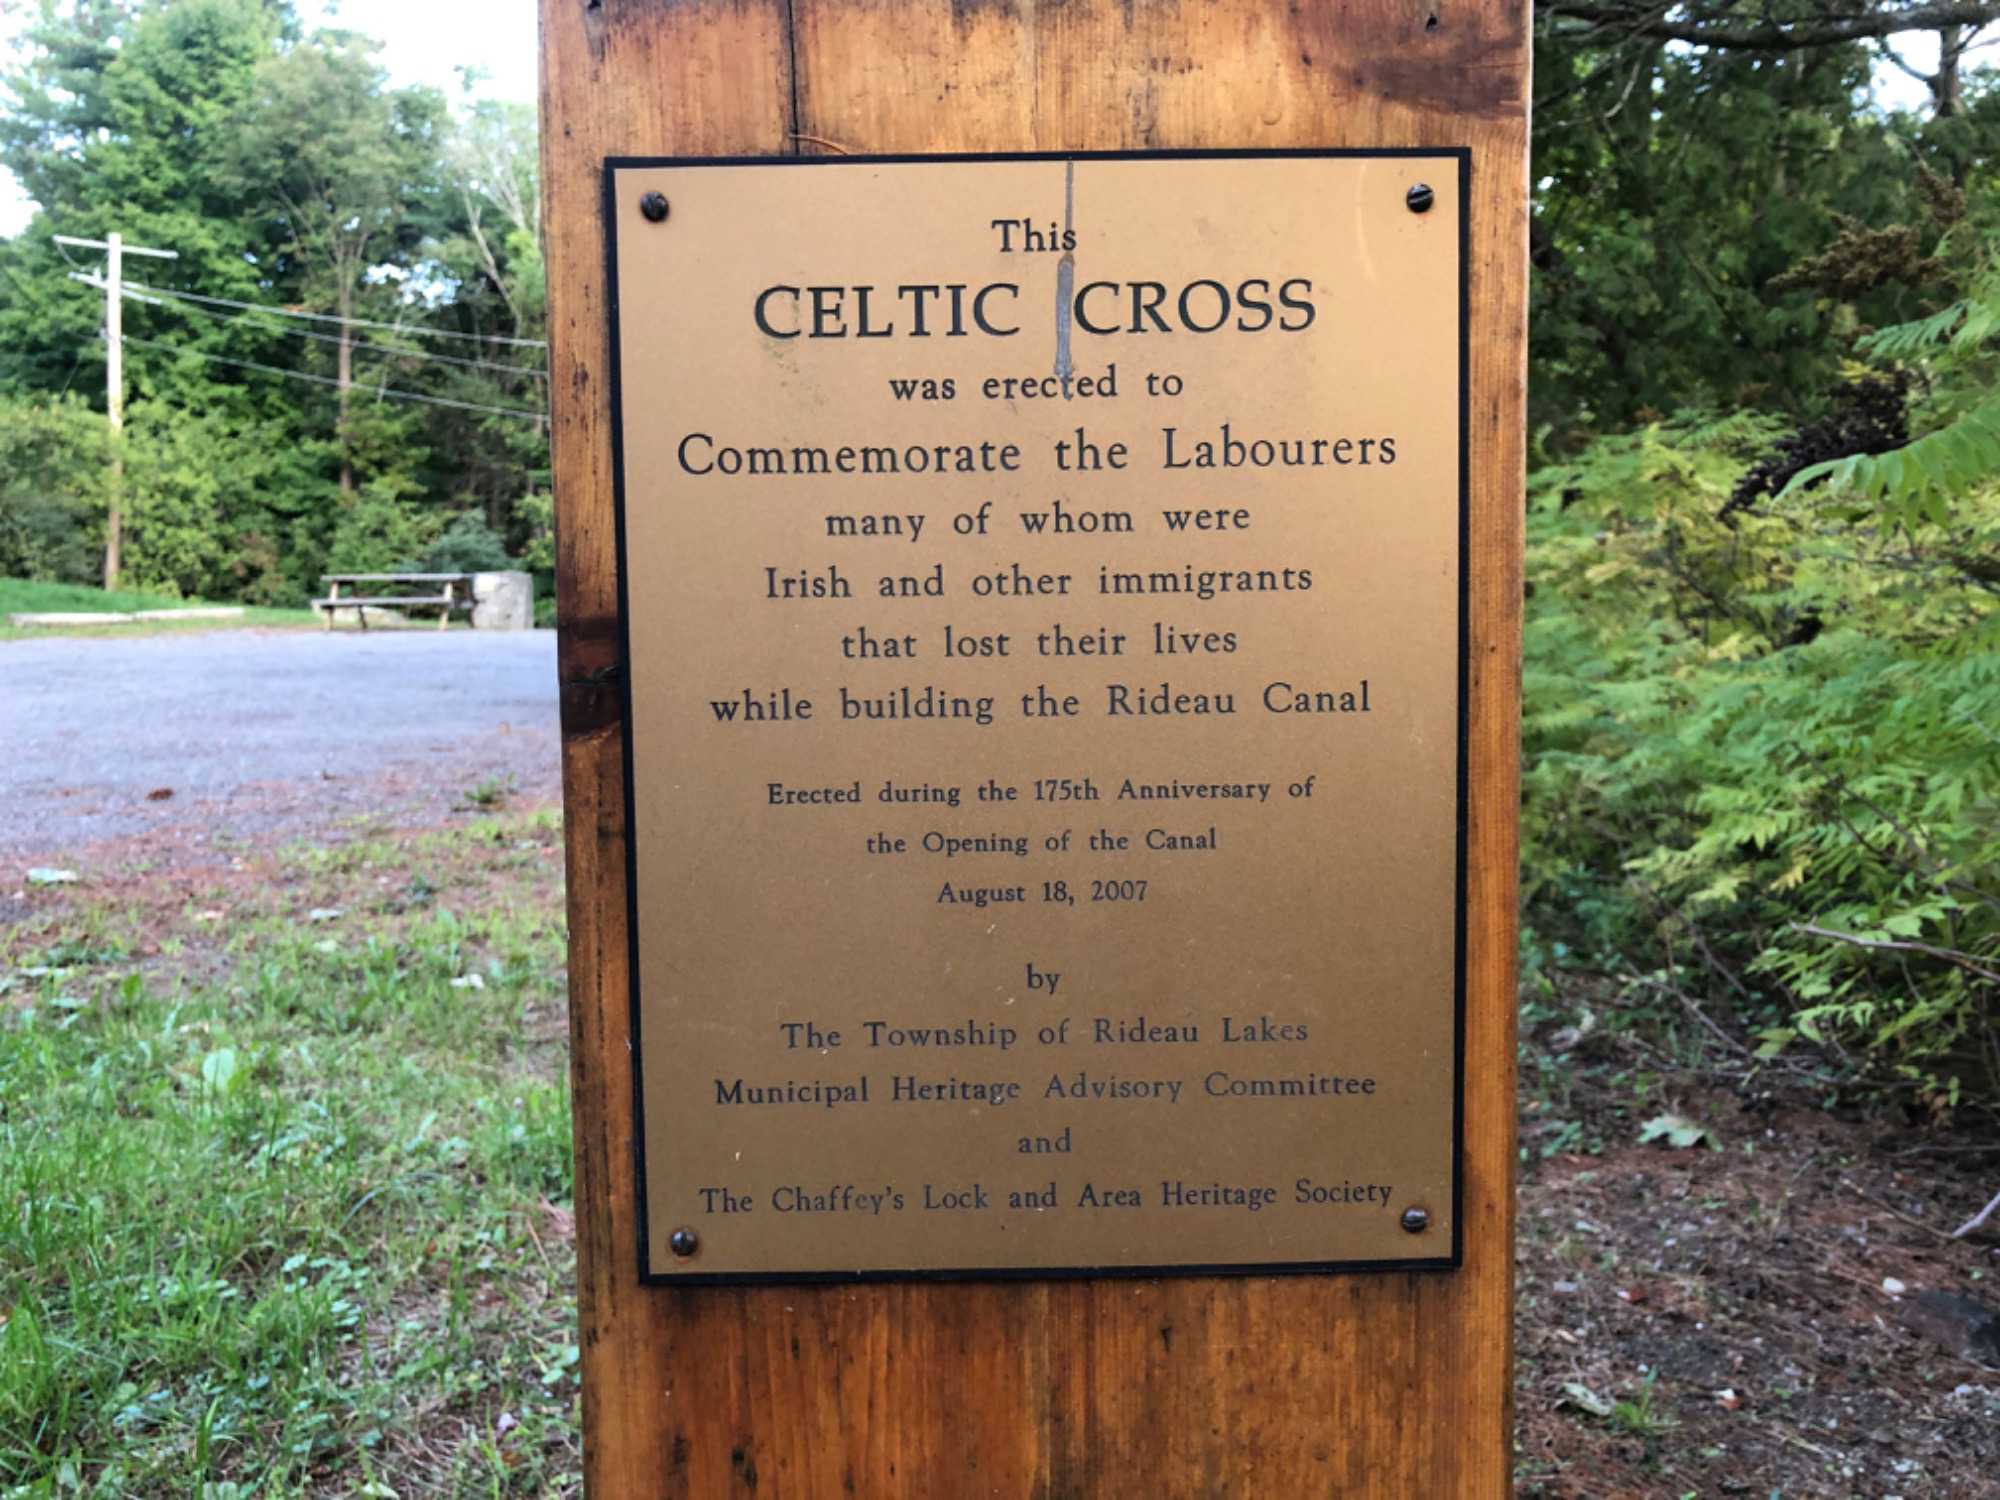 This
CELTIC CROSS
was erected to
Commemorate the Labourers
many of whom were
Irish and other immigrants
that lost their lives
while building the Rideau Canal
Erected during the 175th Anniversary of
the Opening of the Canal
August 18, 2007
by
The Township of Rideau Lakes
Municipal Heritage Advisory Committee
and
The Chaffey's Lock and Area Heritage Society